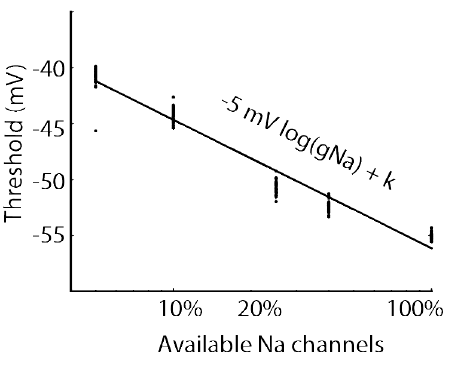 -40
-45
-50
-55
Threshold (mV)
-5 mV log(gNa) + k
10% 20% 100%
Available Na channels